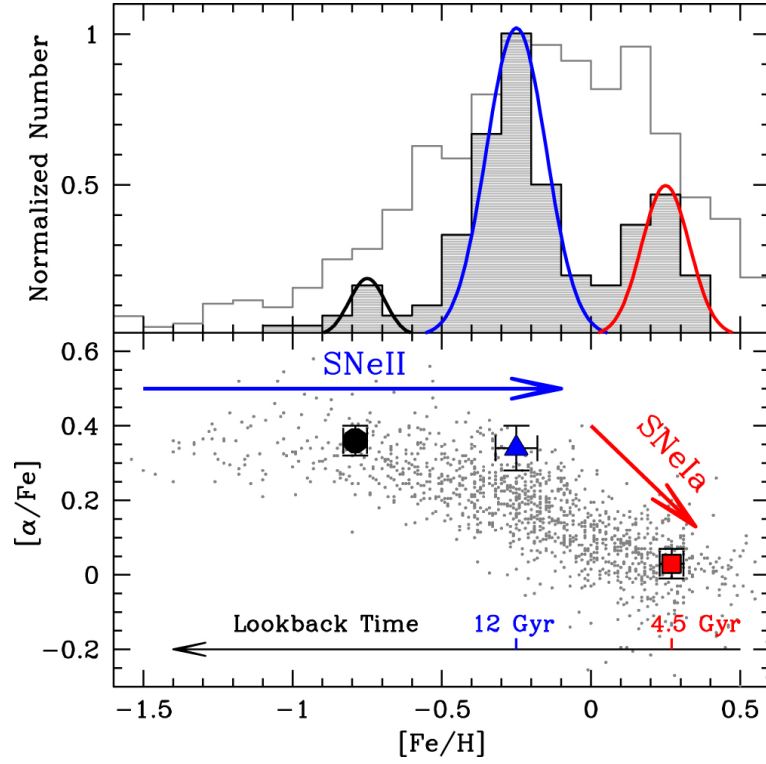 1
0.5
Normalized Number
0.6
0.4
0.2
0
−0.2
[α/Fe]
SNeII
SNeIa
Lookback Time
12 Gyr
4.5 Gyr
−1.5 −1 −0.5 0 0.5
[Fe/H]